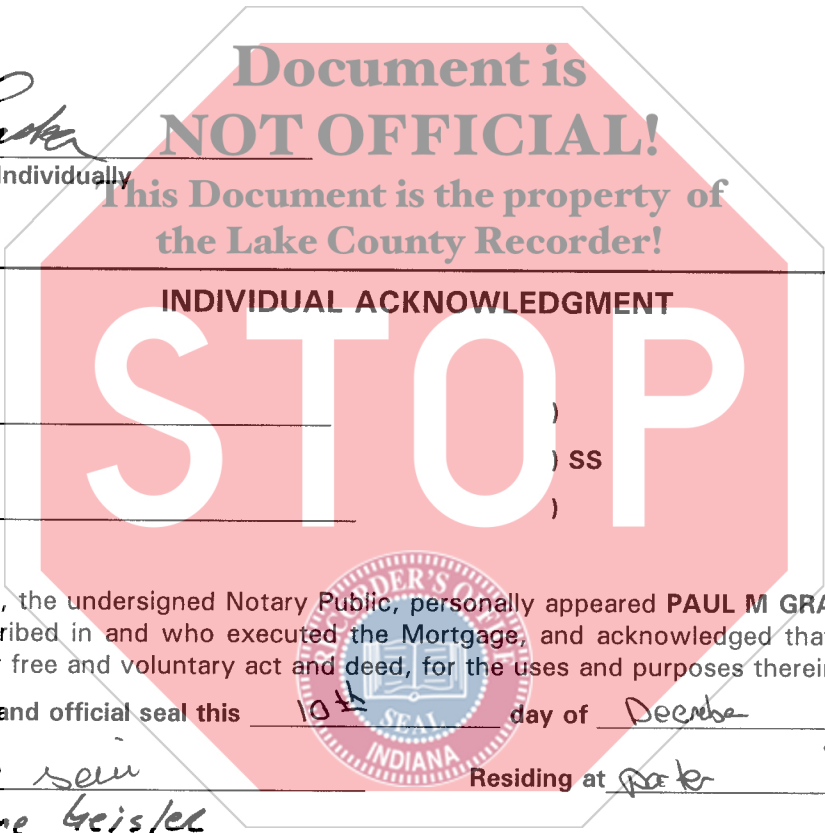 Document is
NOT OFFICIAL!
Individually
This Document is the property of
the Lake County Recorder!
INDIVIDUAL ACKNOWLEDGMENT
STOP
)
) SS
)
RECORDER'S OFFICE
, the undersigned Notary Public, personally appeared PAUL M GRA
ribed in and who executed the Mortgage, and acknowledged tha
free and voluntary act and deed, for the uses and purposes therein
and official seal this 10th day of
SEAL
INDIANA
Residing at
Geisler